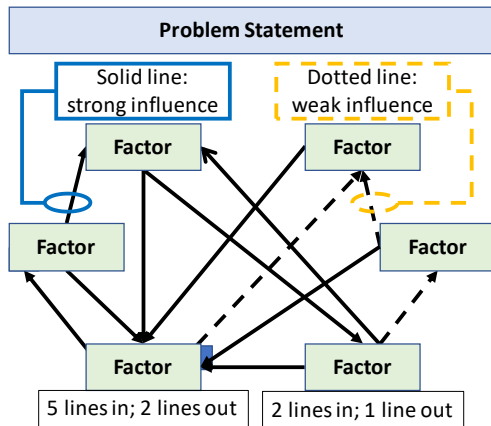 Problem Statement
Solid line:
strong influence
Dotted line:
weak influence
Factor
Factor
Factor
Factor
Factor
Factor
5 lines in; 2 lines out
2 lines in; 1 line out